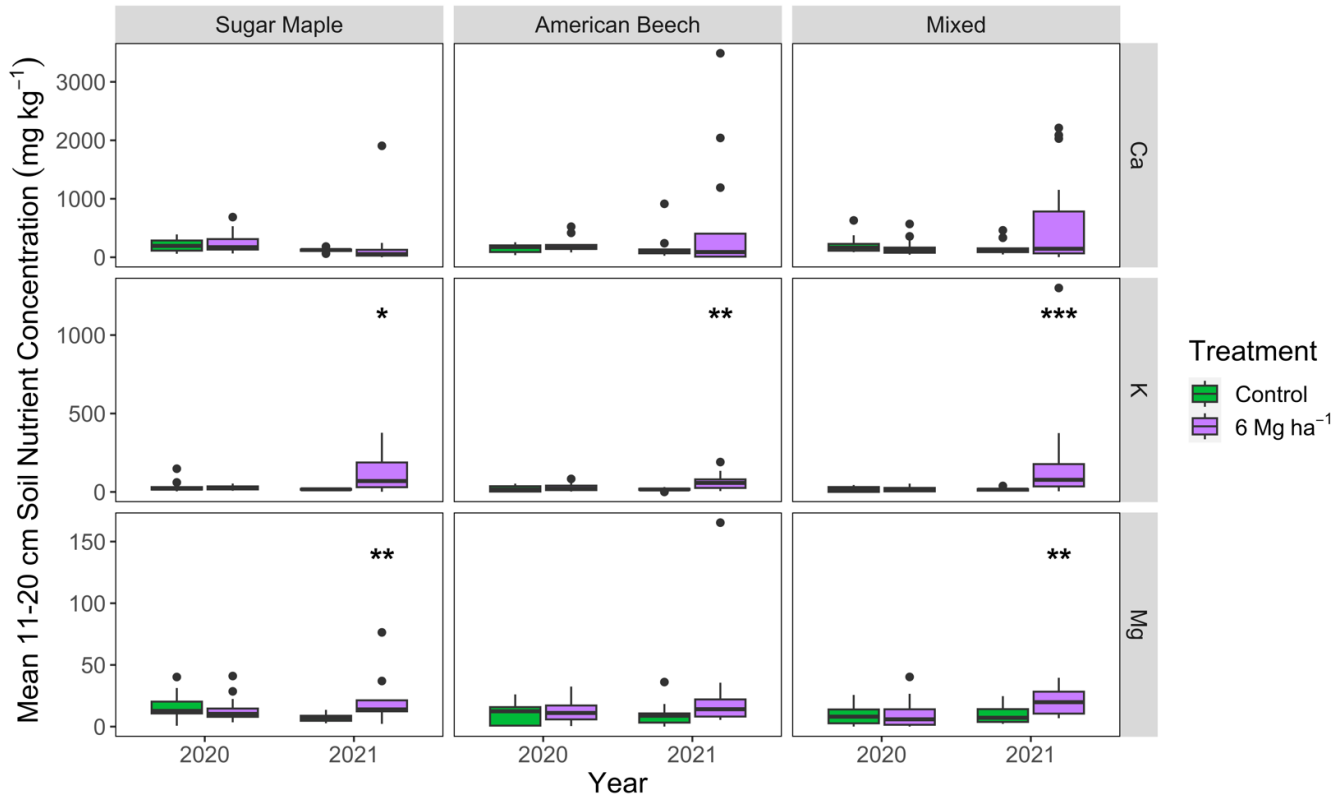 Sugar Maple
American Beech
Mixed
Mean 11-20 cm Soil Nutrient Concentration (mg kg⁻¹)
3000
2000
1000
0
Ca
*
**
***
1000
500
0
K
**
**
150
100
50
0
Mg
2020
2021
2020
2021
2020
2021
Year
Treatment
Control
6 Mg ha⁻¹